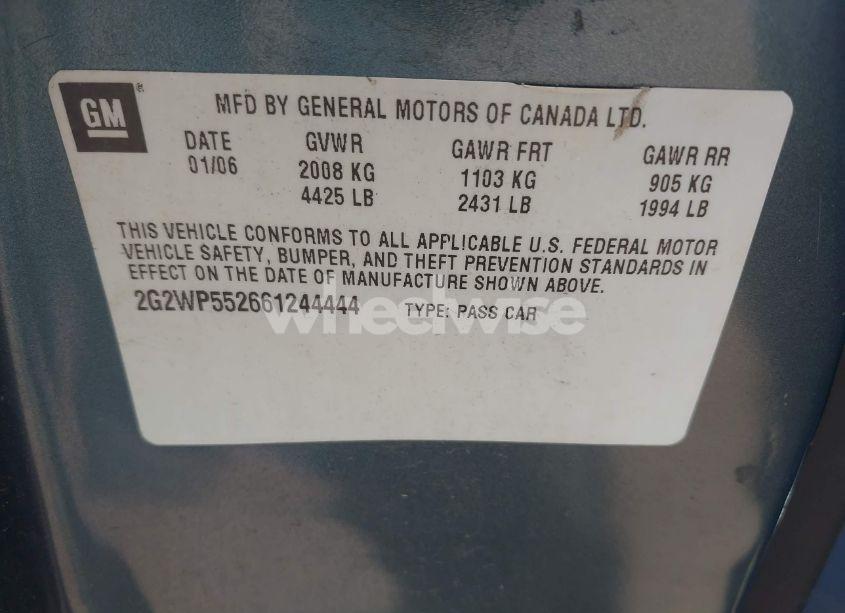 GM®
MFD BY GENERAL MOTORS OF CANADA LTD.
DATE GVWR GAWR FRT GAWR RR
01/06 2008 KG 1103 KG 905 KG
4425 LB 2431 LB 1994 LB
THIS VEHICLE CONFORMS TO ALL APPLICABLE U.S. FEDERAL MOTOR
VEHICLE SAFETY, BUMPER, AND THEFT PREVENTION STANDARDS IN
EFFECT ON THE DATE OF MANUFACTURE SHOWN ABOVE.
2G2WP552661244444 TYPE: PASS CAR
wheelwise